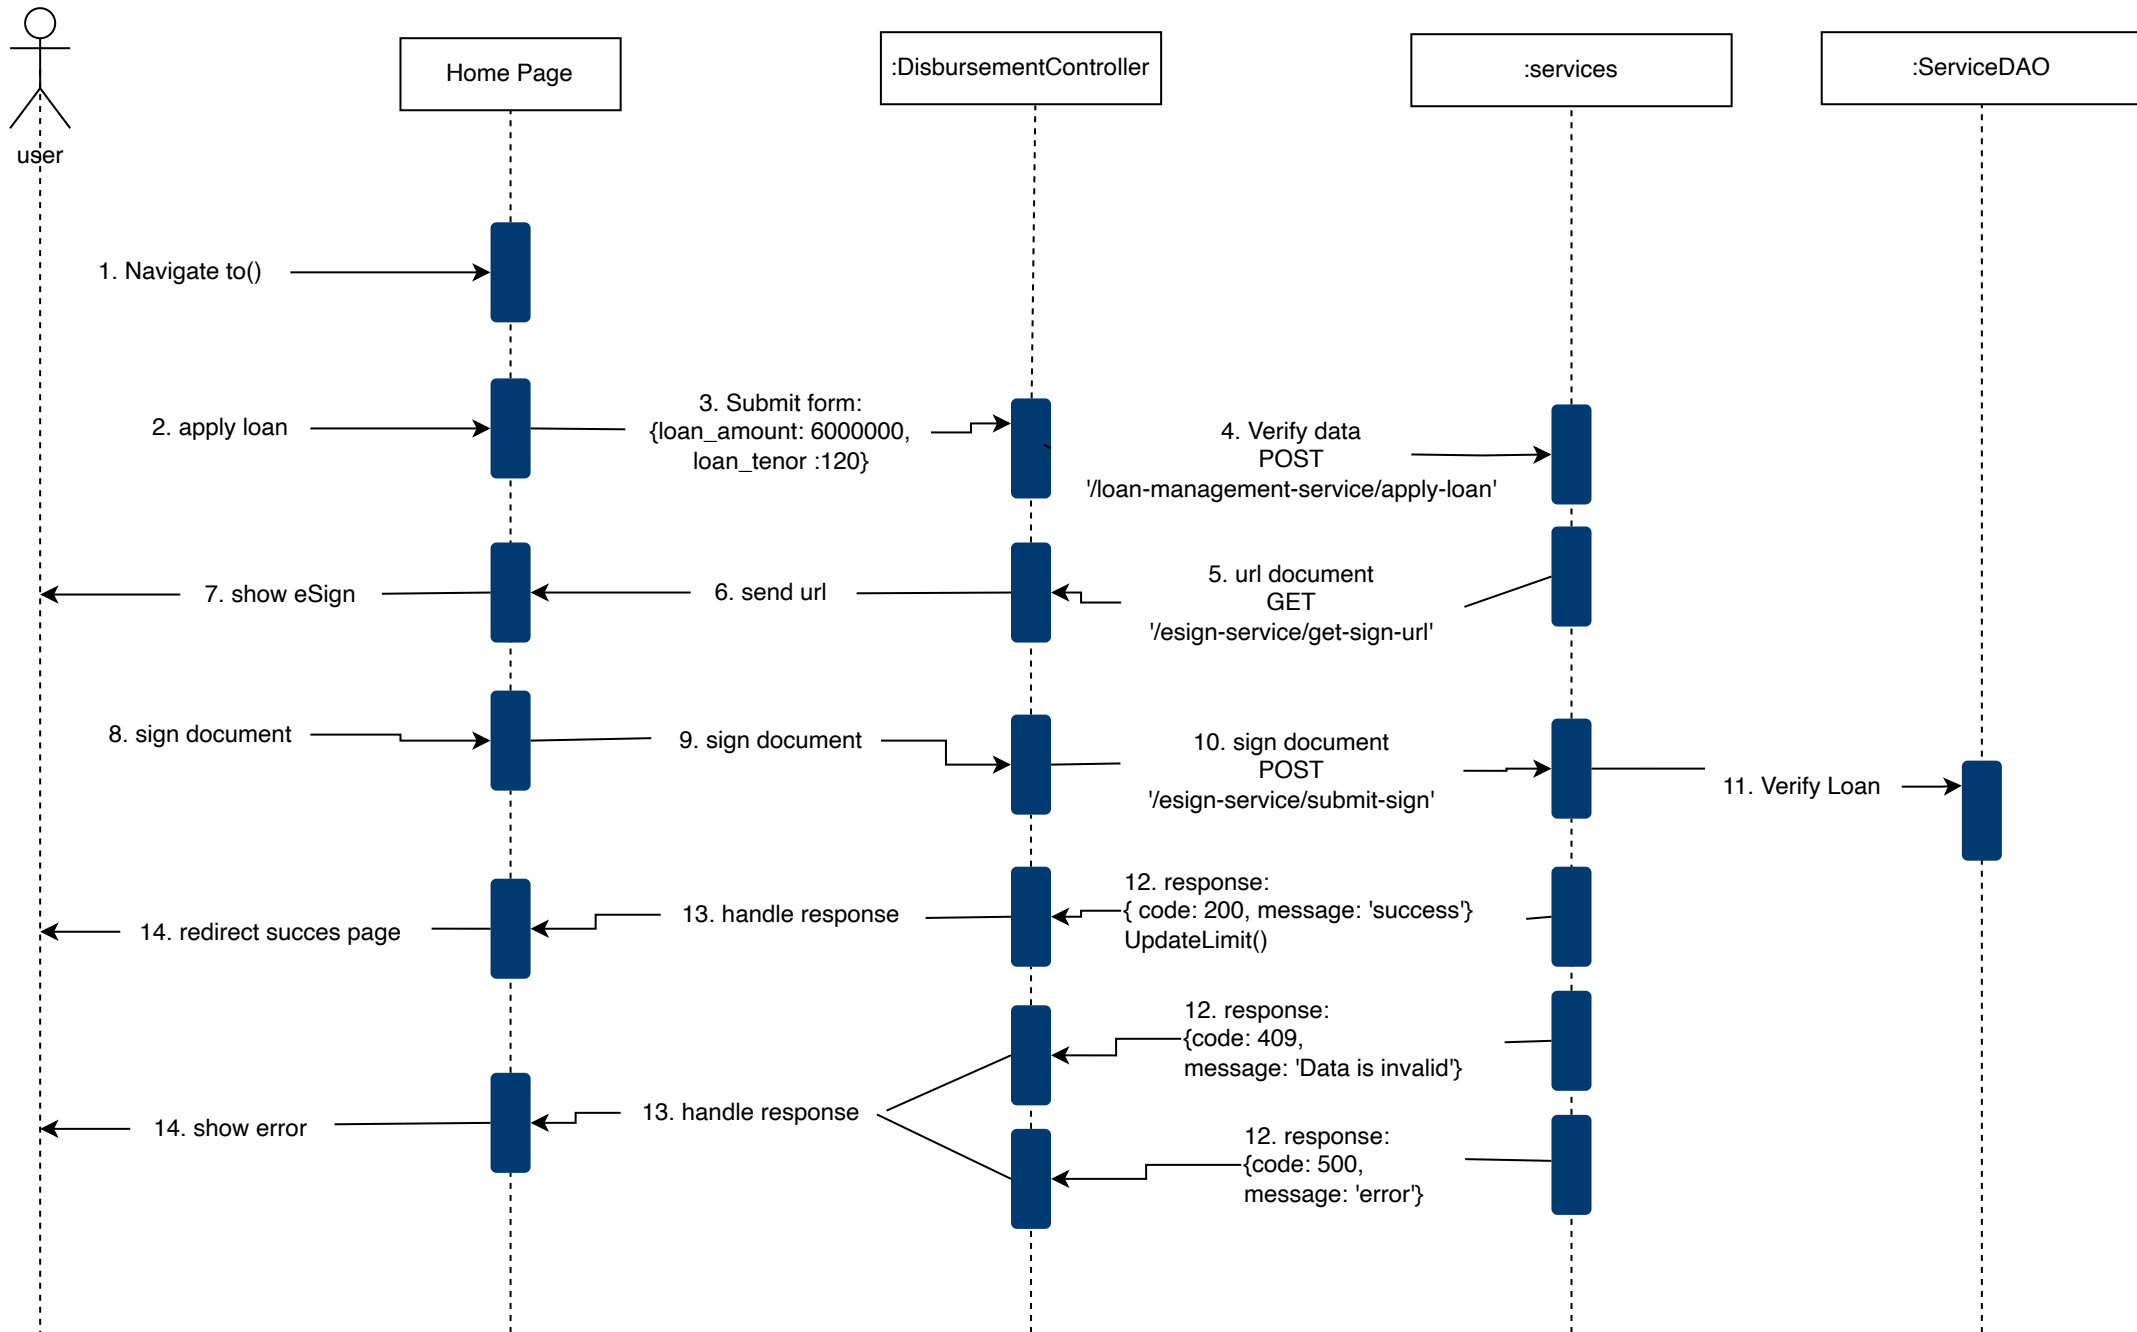 user
Home Page
:DisbursementController
:services
:ServiceDAO
1. Navigate to()
2. apply loan
3. Submit form:
{loan_amount: 6000000,
loan_tenor :120}
4. Verify data
POST
'/loan-management-service/apply-loan'
5. url document
GET
'/esign-service/get-sign-url'
6. send url
7. show eSign
8. sign document
9. sign document
10. sign document
POST
'/esign-service/submit-sign'
11. Verify Loan
12. response:
{ code: 200, message: 'success'}
UpdateLimit()
13. handle response
14. redirect succes page
12. response:
{code: 409,
message: 'Data is invalid'}
13. handle response
14. show error
12. response:
{code: 500,
message: 'error'}